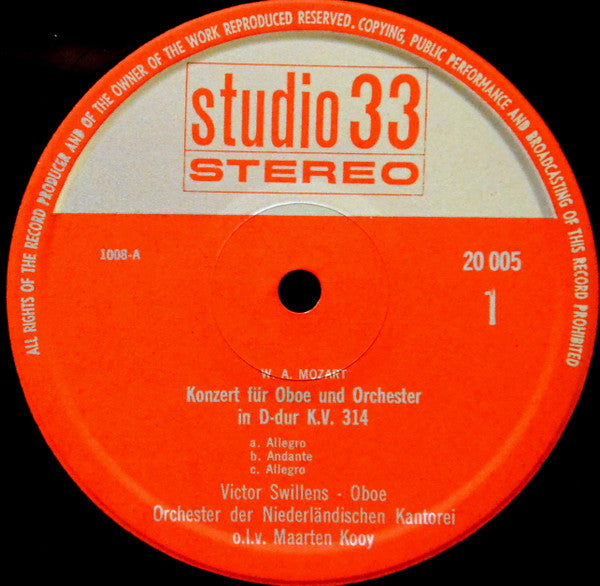 ALL RIGHTS OF THE RECORD PRODUCER AND OF THE OWNER OF THE WORK REPRODUCED RESERVED. COPYING, PUBLIC PERFORMANCE AND BROADCASTING OF THIS RECORD PROHIBITED
studio 33
STEREO
1008-A
20 005
1
W. A. MOZART
Konzert für Oboe und Orchester
in D-dur K.V. 314
a. Allegro
b. Andante
c. Allegro
Victor Swillens - Oboe
Orchester der Niederländischen Kantorei
o.l.v. Maarten Kooy